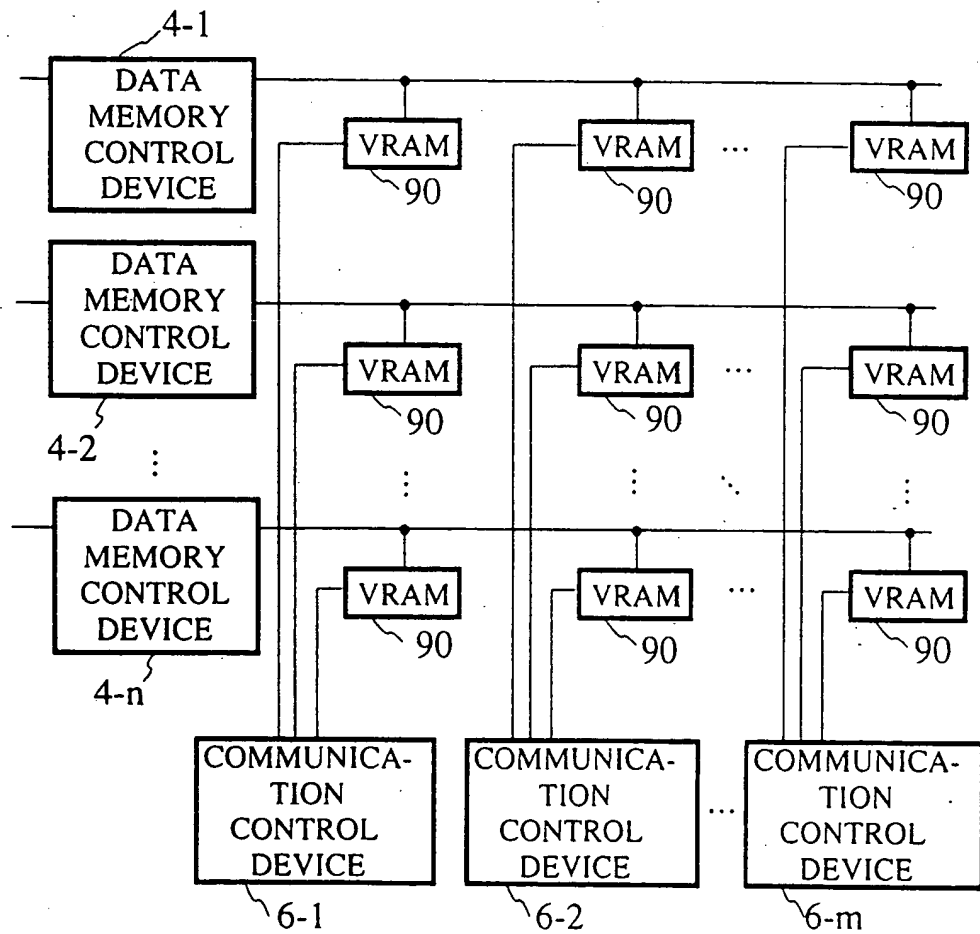 4-1
DATA
MEMORY
CONTROL
DEVICE
VRAM
VRAM
...
VRAM
90
90
90
DATA
MEMORY
CONTROL
DEVICE
VRAM
VRAM
...
VRAM
90
90
90
4-2
DATA
MEMORY
CONTROL
DEVICE
VRAM
VRAM
...
VRAM
90
90
90
4-n
COMMUNICA-
TION
CONTROL
DEVICE
COMMUNICA-
TION
CONTROL
DEVICE
...
COMMUNICA-
TION
CONTROL
DEVICE
6-1
6-2
6-m